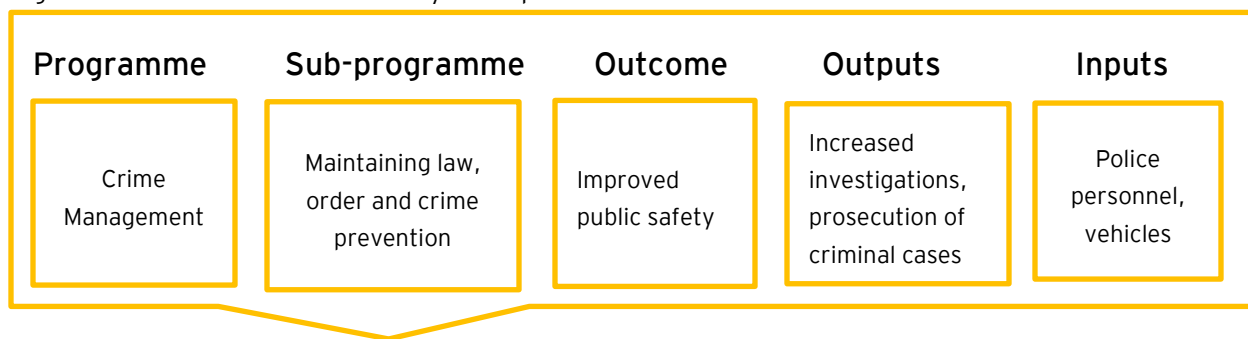 Programme
Sub-programme
Outcome
Outputs
Inputs
Crime
Management
Maintaining law,
order and crime
prevention
Improved
public safety
Increased
investigations,
prosecution of
criminal cases
Police
personnel,
vehicles